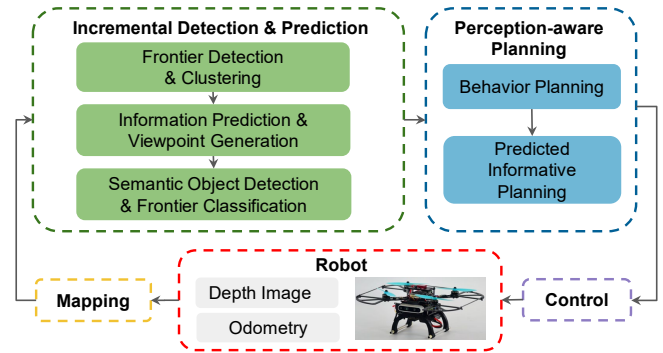 Incremental Detection & Prediction
Frontier Detection
& Clustering
Information Prediction &
Viewpoint Generation
Semantic Object Detection
& Frontier Classification
Perception-aware
Planning
Behavior Planning
Predicted
Informative
Planning
Mapping
Robot
Depth Image
Odometry
Control